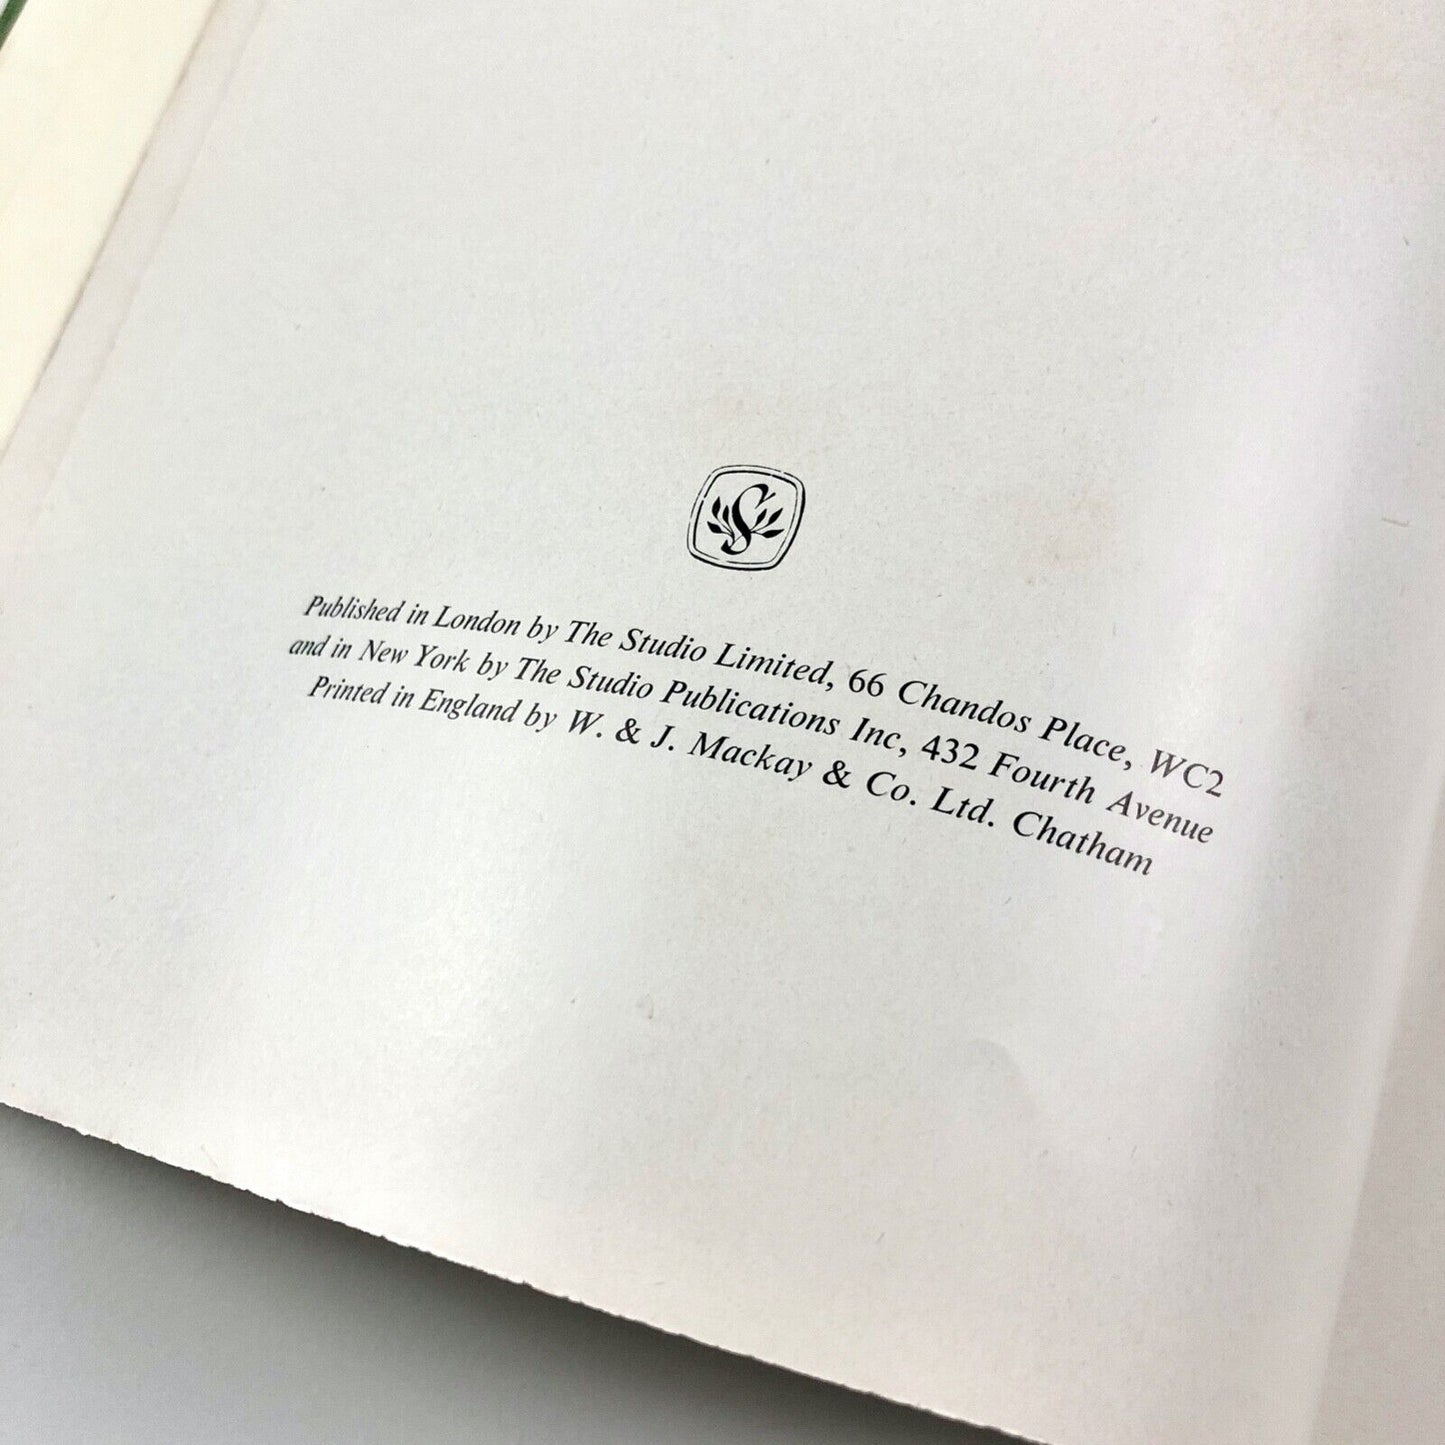 S
Published in London by The Studio Limited, 66 Chandos Place, WC2
and in New York by The Studio Publications Inc, 432 Fourth Avenue
Printed in England by W. & J. Mackay & Co. Ltd. Chatham